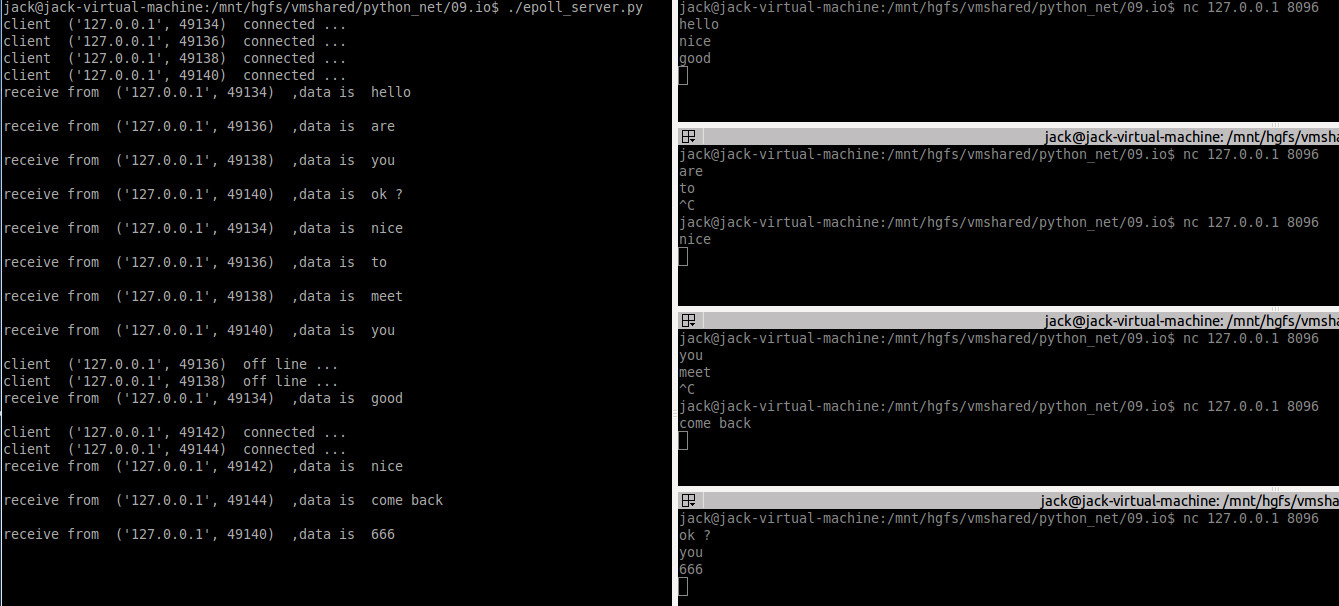 jack@jack-virtual-machine:/mnt/hgfs/vmshared/python_net/09.io$ ./epoll_server.py
client  ('127.0.0.1', 49134)  connected ...
client  ('127.0.0.1', 49136)  connected ...
client  ('127.0.0.1', 49138)  connected ...
client  ('127.0.0.1', 49140)  connected ...
receive from  ('127.0.0.1', 49134)  ,data is  hello
receive from  ('127.0.0.1', 49136)  ,data is  are
receive from  ('127.0.0.1', 49138)  ,data is  you
receive from  ('127.0.0.1', 49140)  ,data is  ok ?
receive from  ('127.0.0.1', 49134)  ,data is  nice
receive from  ('127.0.0.1', 49136)  ,data is  to
receive from  ('127.0.0.1', 49138)  ,data is  meet
receive from  ('127.0.0.1', 49140)  ,data is  you
client  ('127.0.0.1', 49136)  off line ...
client  ('127.0.0.1', 49138)  off line ...
receive from  ('127.0.0.1', 49134)  ,data is  good
client  ('127.0.0.1', 49142)  connected ...
client  ('127.0.0.1', 49144)  connected ...
receive from  ('127.0.0.1', 49142)  ,data is  nice
receive from  ('127.0.0.1', 49144)  ,data is  come back
receive from  ('127.0.0.1', 49140)  ,data is  666
jack@jack-virtual-machine:/mnt/hgfs/vmshared/python_net/09.io$ nc 127.0.0.1 8096
hello
nice
good
jack@jack-virtual-machine: /mnt/hgfs/vmsha
jack@jack-virtual-machine:/mnt/hgfs/vmshared/python_net/09.io$ nc 127.0.0.1 8096
are
to
^C
jack@jack-virtual-machine:/mnt/hgfs/vmshared/python_net/09.io$ nc 127.0.0.1 8096
nice
jack@jack-virtual-machine: /mnt/hgfs/vmsha
jack@jack-virtual-machine:/mnt/hgfs/vmshared/python_net/09.io$ nc 127.0.0.1 8096
you
meet
^C
jack@jack-virtual-machine:/mnt/hgfs/vmshared/python_net/09.io$ nc 127.0.0.1 8096
come back
jack@jack-virtual-machine: /mnt/hgfs/vmsha
jack@jack-virtual-machine:/mnt/hgfs/vmshared/python_net/09.io$ nc 127.0.0.1 8096
ok ?
you
666